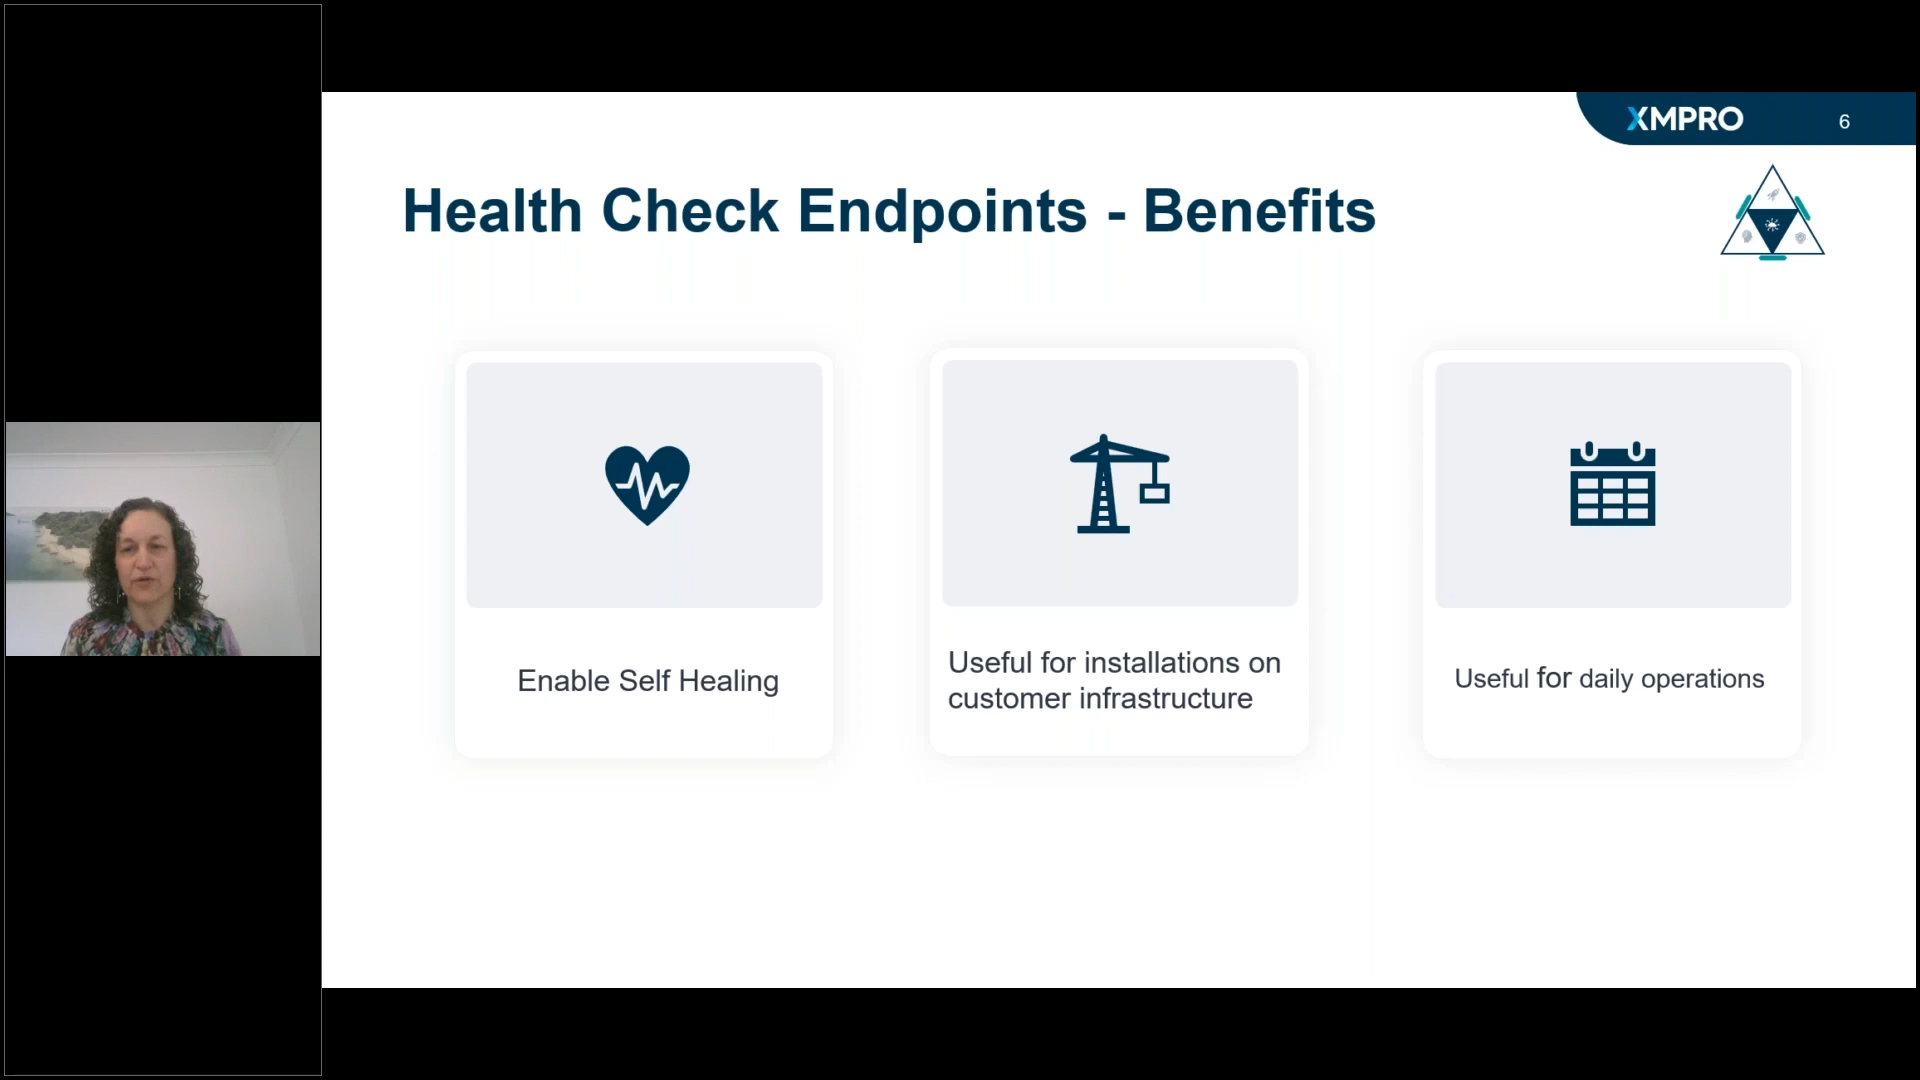 XMPRO
6
Health Check Endpoints - Benefits
Enable Self Healing
Useful for installations on
customer infrastructure
Useful for daily operations